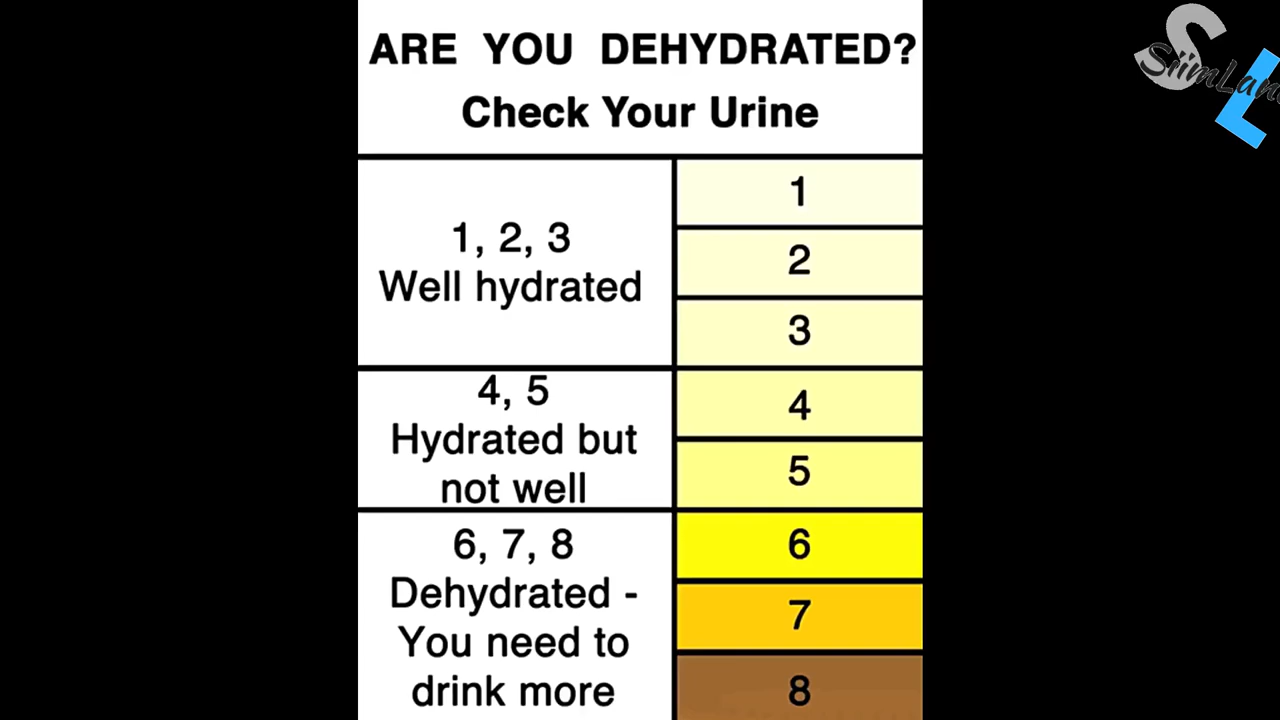 ARE YOU DEHYDRATED?
Check Your Urine
1, 2, 3
Well hydrated
1
2
3
4, 5
Hydrated but
not well
4
5
6, 7, 8
Dehydrated -
You need to
drink more
6
7
8
S
SiimLan
L